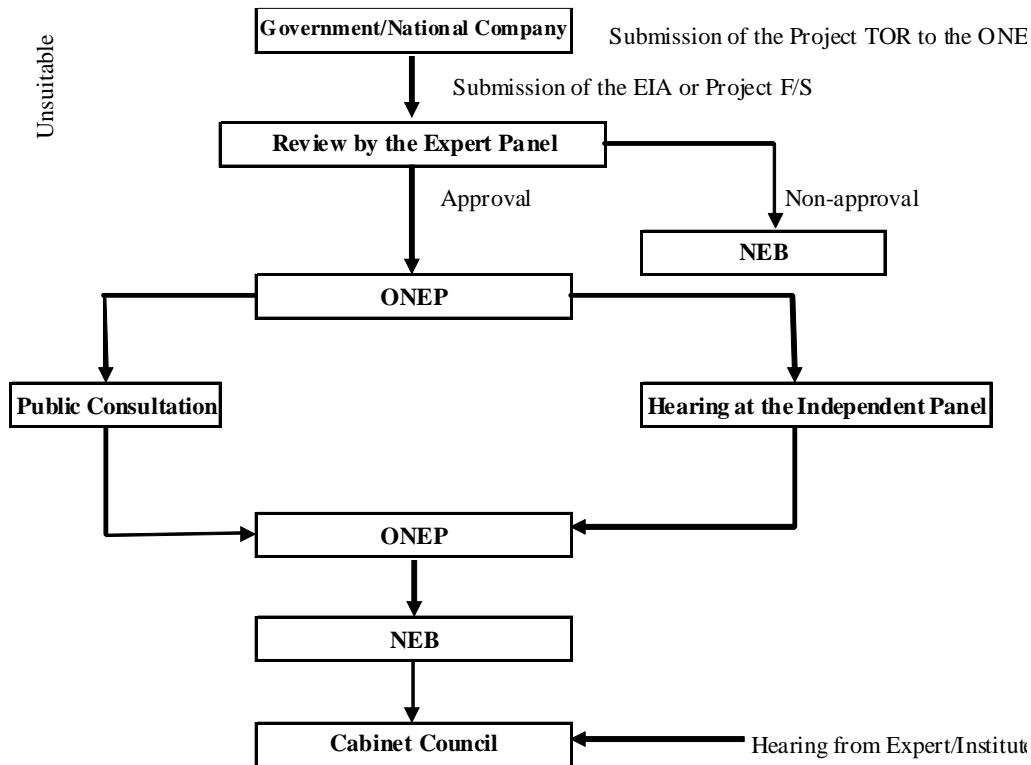 Unsuitable
Government/National Company
Submission of the Project TOR to the ONE
Submission of the EIA or Project F/S
Review by the Expert Panel
Approval
Non-approval
NEB
ONEP
Public Consultation
Hearing at the Independent Panel
ONEP
NEB
Cabinet Council
Hearing from Expert/Institute